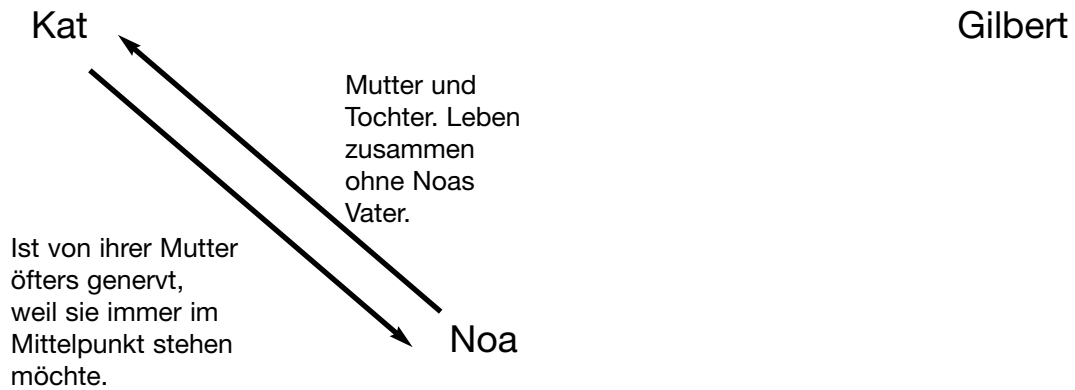 Kat
Gilbert
Mutter und
Tochter. Leben
zusammen
ohne Noas
Vater.
Ist von ihrer Mutter
öfters genervt,
weil sie immer im
Mittelpunkt stehen
möchte.
Noa